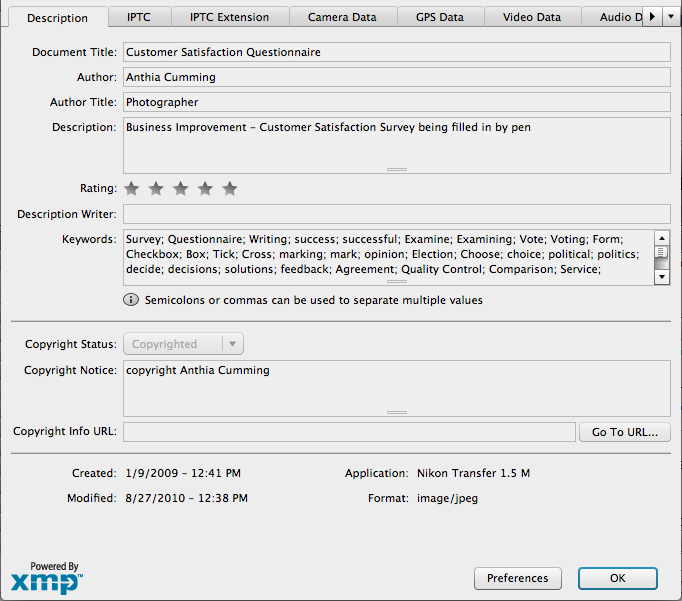 Description IPTC IPTC Extension Camera Data GPS Data Video Data Audio D
Document Title: Customer Satisfaction Questionnaire
Author: Anthia Cumming
Author Title: Photographer
Description: Business Improvement - Customer Satisfaction Survey being filled in by pen
Rating:
Description Writer:
Keywords: Survey; Questionnaire; Writing; success; successful; Examine; Examining; Vote; Voting; Form;
Checkbox; Box; Tick; Cross; marking; mark; opinion; Election; Choose; choice; political; politics;
decide; decisions; solutions; feedback; Agreement; Quality Control; Comparison; Service;
i Semicolons or commas can be used to separate multiple values
Copyright Status: Copyrighted
Copyright Notice: copyright Anthia Cumming
Copyright Info URL: Go To URL...
Created: 1/9/2009 - 12:41 PM Application: Nikon Transfer 1.5 M
Modified: 8/27/2010 - 12:38 PM Format: image/jpeg
Powered By
xmp™ Preferences OK